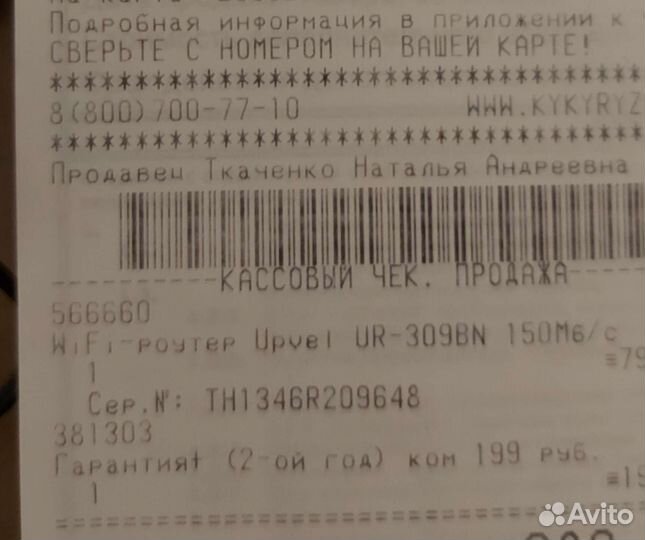 Подробная информация в приложении к
СВЕРЬТЕ С НОМЕРОМ НА ВАШЕЙ КАРТЕ!
************************************
8(800)700-77-10 WWW.KYKYRYZ
************************************
Продавец Ткаченко Наталья Андреевна
----------КАССОВЫЙ ЧЕК. ПРОДАЖА-----
566660
WiFi-роутер Upvel UR-309BN 150Мб/с
1 ≡79
Сер.№: TH1346R209648
381303
Гарантия+ (2-ой год) ком 199 руб.
1 ≡19
====================================
Avito